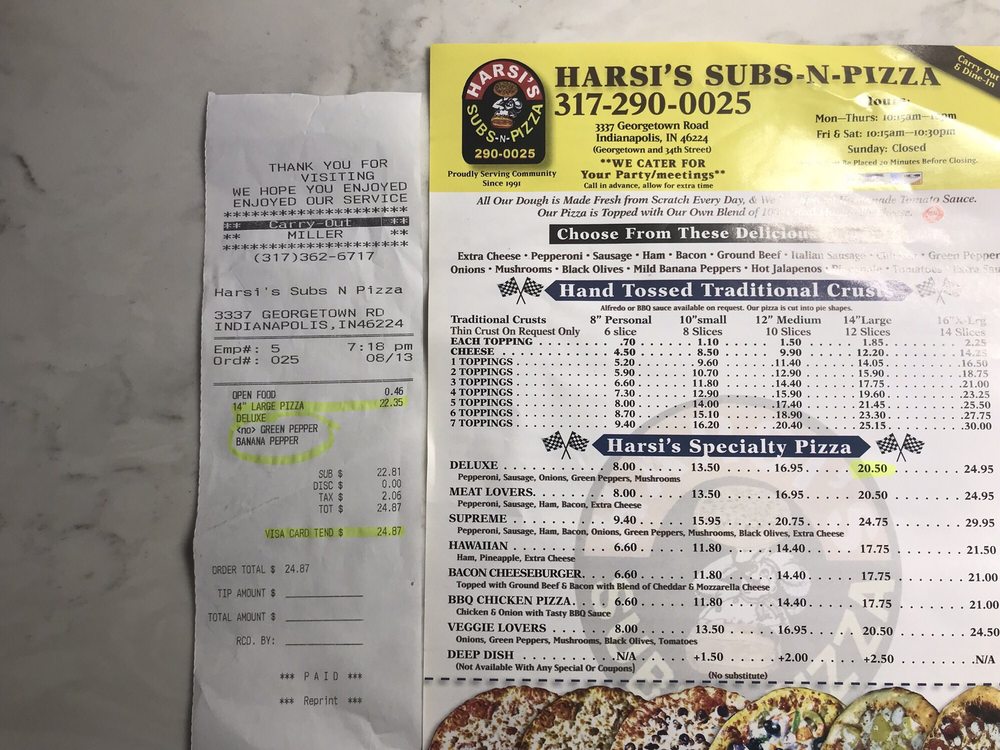 THANK YOU FOR
VISITING
WE HOPE YOU ENJOYED
ENJOYED OUR SERVICE
********************
** Carry-Out **
** MILLER **
********************
(317)362-6717
Harsi's Subs N Pizza
3337 GEORGETOWN RD
INDIANAPOLIS,IN46224
Emp#: 5 7:18 pm
Ord#: 025 08/13
OPEN FOOD 0.46
14" LARGE PIZZA 22.35
DELUXE
<no> GREEN PEPPER
BANANA PEPPER
SUB $ 22.81
DISC $ 0.00
TAX $ 2.06
TOT $ 24.87
VISA CARD TEND $ 24.87
ORDER TOTAL $ 24.87
TIP AMOUNT $
TOTAL AMOUNT $
RCD. BY:
*** P A I D ***
*** Reprint ***
HARSI'S
SUBS-N-PIZZA
290-0025
Proudly Serving Community
Since 1991
HARSI'S SUBS-N-PIZZA
317-290-0025
3337 Georgetown Road
Indianapolis, IN 46224
(Georgetown and 34th Street)
**WE CATER FOR
Your Party/meetings**
Call in advance, allow for extra time
Carry Out
& Dine-In
Hours:
Mon—Thurs: 10:15am—10pm
Fri & Sat: 10:15am—10:30pm
Sunday: Closed
Be Placed 20 Minutes Before Closing.
All Our Dough is Made Fresh from Scratch Every Day, & We Tomato Sauce.
Our Pizza is Topped with Our Own Blend of
Choose From These Delicious
Extra Cheese • Pepperoni • Sausage • Ham • Bacon • Ground Beef • Italian Sausage • Green Pepper
Onions • Mushrooms • Black Olives • Mild Banana Peppers • Hot Jalapenos • Tomatoes
Hand Tossed Traditional Crust
Alfredo or BBQ sauce available on request. Our pizza is cut into pie shapes.
Traditional Crusts 8" Personal 10"small 12" Medium 14"Large 16"X-Lrg
Thin Crust On Request Only 6 slice 8 Slices 10 Slices 12 Slices 14 Slices
EACH TOPPING .70 1.10 1.50 1.85 2.25
CHEESE 4.50 8.50 9.90 12.20 14.25
1 TOPPINGS 5.20 9.60 11.40 14.05 16.50
2 TOPPINGS 5.90 10.70 12.90 15.90 18.75
3 TOPPINGS 6.60 11.80 14.40 17.75 21.00
4 TOPPINGS 7.30 12.90 15.90 19.60 23.25
5 TOPPINGS 8.00 14.00 17.40 21.45 25.50
6 TOPPINGS 8.70 15.10 18.90 23.30 27.75
7 TOPPINGS 9.40 16.20 20.40 25.15 30.00
Harsi's Specialty Pizza
DELUXE 8.00 13.50 16.95 20.50 24.95
Pepperoni, Sausage, Onions, Green Peppers, Mushrooms
MEAT LOVERS 8.00 13.50 16.95 20.50 24.95
Pepperoni, Sausage, Ham, Bacon, Extra Cheese
SUPREME 9.40 15.95 20.75 24.75 29.95
Pepperoni, Sausage, Ham, Bacon, Onions, Green Peppers, Mushrooms, Black Olives, Extra Cheese
HAWAIIAN 6.60 11.80 14.40 17.75 21.50
Ham, Pineapple, Extra Cheese
BACON CHEESEBURGER 6.60 11.80 14.40 17.75 21.00
Topped with Ground Beef & Bacon with Blend of Cheddar & Mozzarella Cheese
BBQ CHICKEN PIZZA 6.60 11.80 14.40 17.75 21.00
Chicken & Onion with Tasty BBQ Sauce
VEGGIE LOVERS 8.00 13.50 16.95 20.50 24.50
Onions, Green Peppers, Mushrooms, Black Olives, Tomatoes
DEEP DISH N/A +1.50 +2.00 +2.50 N/A
(Not Available With Any Special Or Coupons) (No substitute)